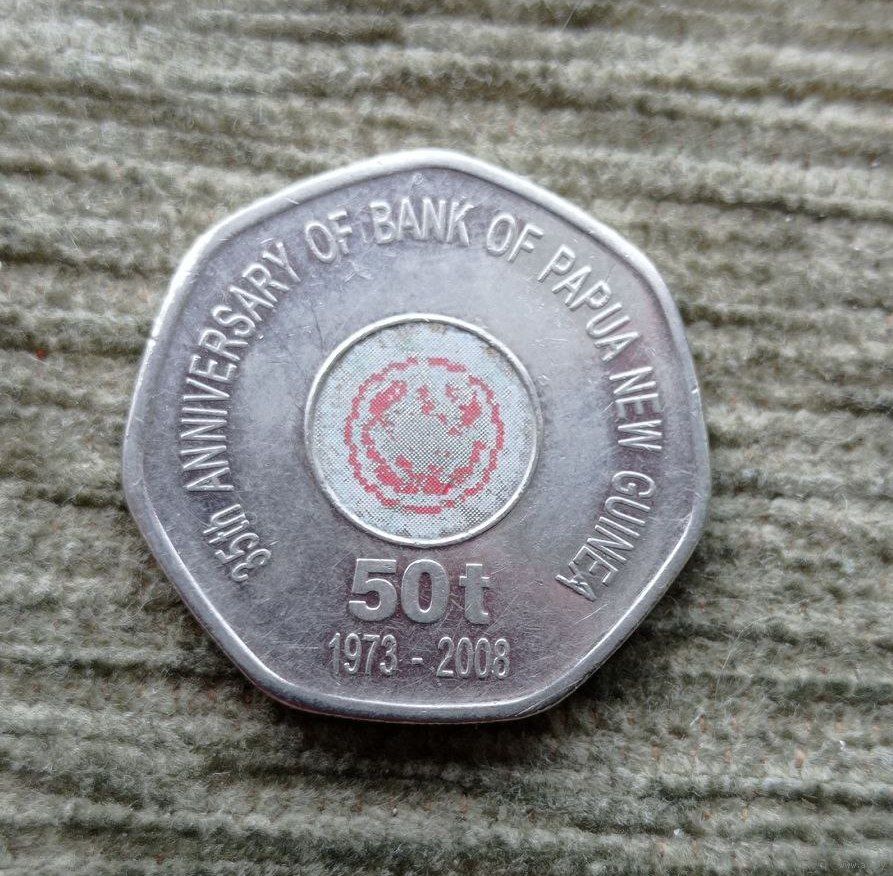 35th ANNIVERSARY OF BANK OF PAPUA NEW GUINEA
50t
1973 - 2008